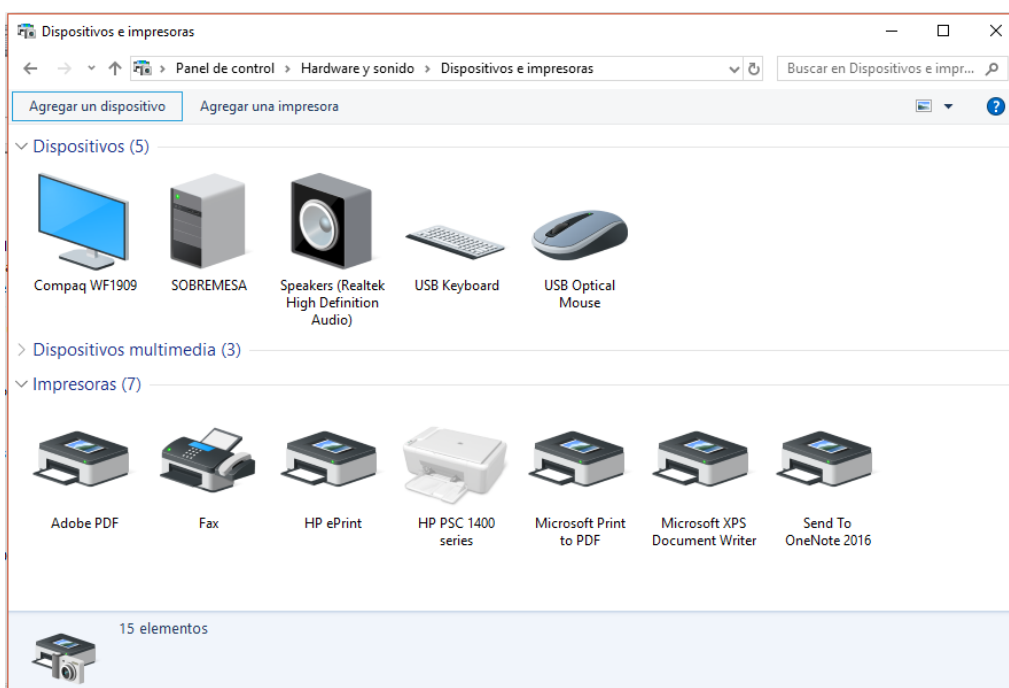 Dispositivos e impresoras
Panel de control > Hardware y sonido > Dispositivos e impresoras
Buscar en Dispositivos e impr...
Agregar un dispositivo
Agregar una impresora
Dispositivos (5)
Compaq WF1909
SOBREMESA
Speakers (Realtek
High Definition
Audio)
USB Keyboard
USB Optical
Mouse
Dispositivos multimedia (3)
Impresoras (7)
Adobe PDF
Fax
HP ePrint
HP PSC 1400
series
Microsoft Print
to PDF
Microsoft XPS
Document Writer
Send To
OneNote 2016
15 elementos